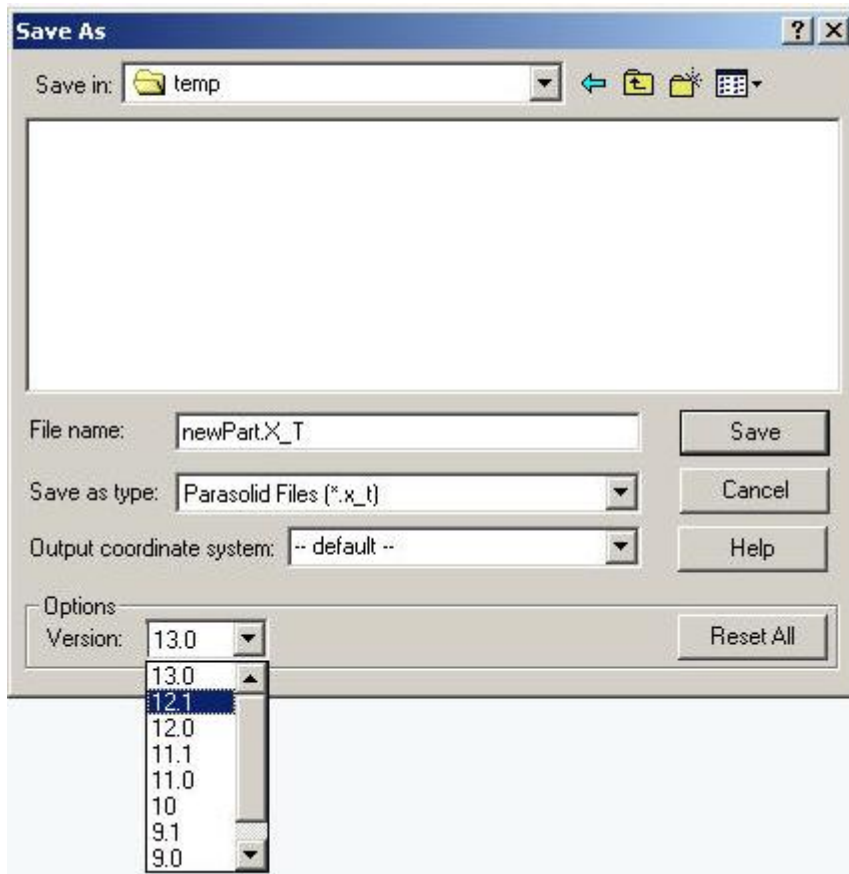 Save As
Save in: temp
File name: newPart.X_T Save
Save as type: Parasolid Files (*.x_t) Cancel
Output coordinate system: -- default -- Help
Options
Version: 13.0 Reset All
13.0
12.1
12.0
11.1
11.0
10
9.1
9.0